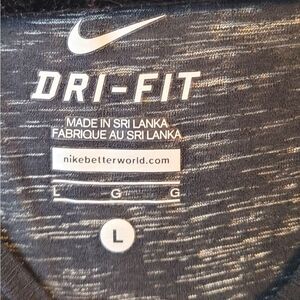 DRI-FIT
MADE IN SRI LANKA
FABRIQUE AU SRI LANKA
nikebetterworld.com
L G G
L